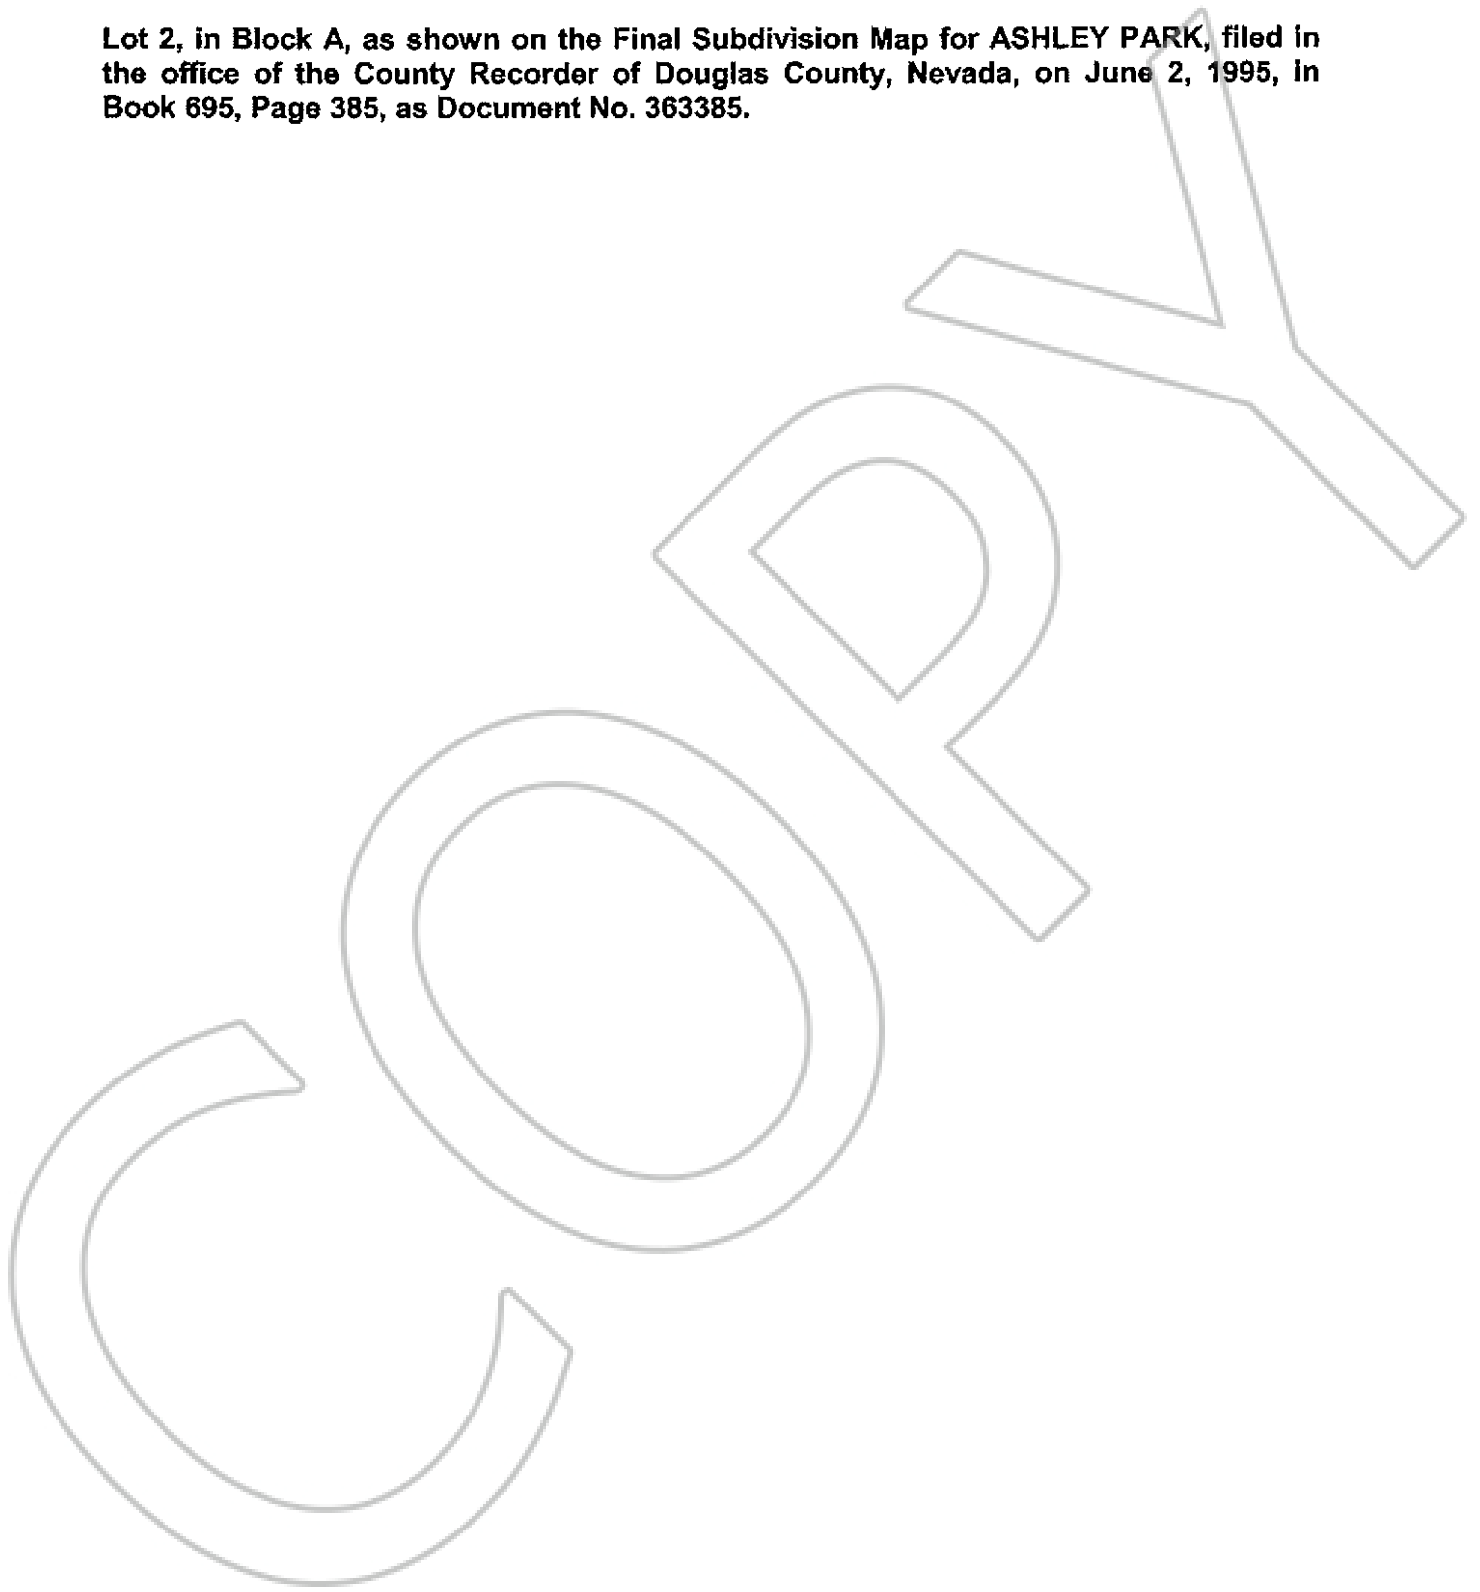 Lot 2, in Block A, as shown on the Final Subdivision Map for ASHLEY PARK, filed in
the office of the County Recorder of Douglas County, Nevada, on June 2, 1995, in
Book 695, Page 385, as Document No. 363385.
COPY